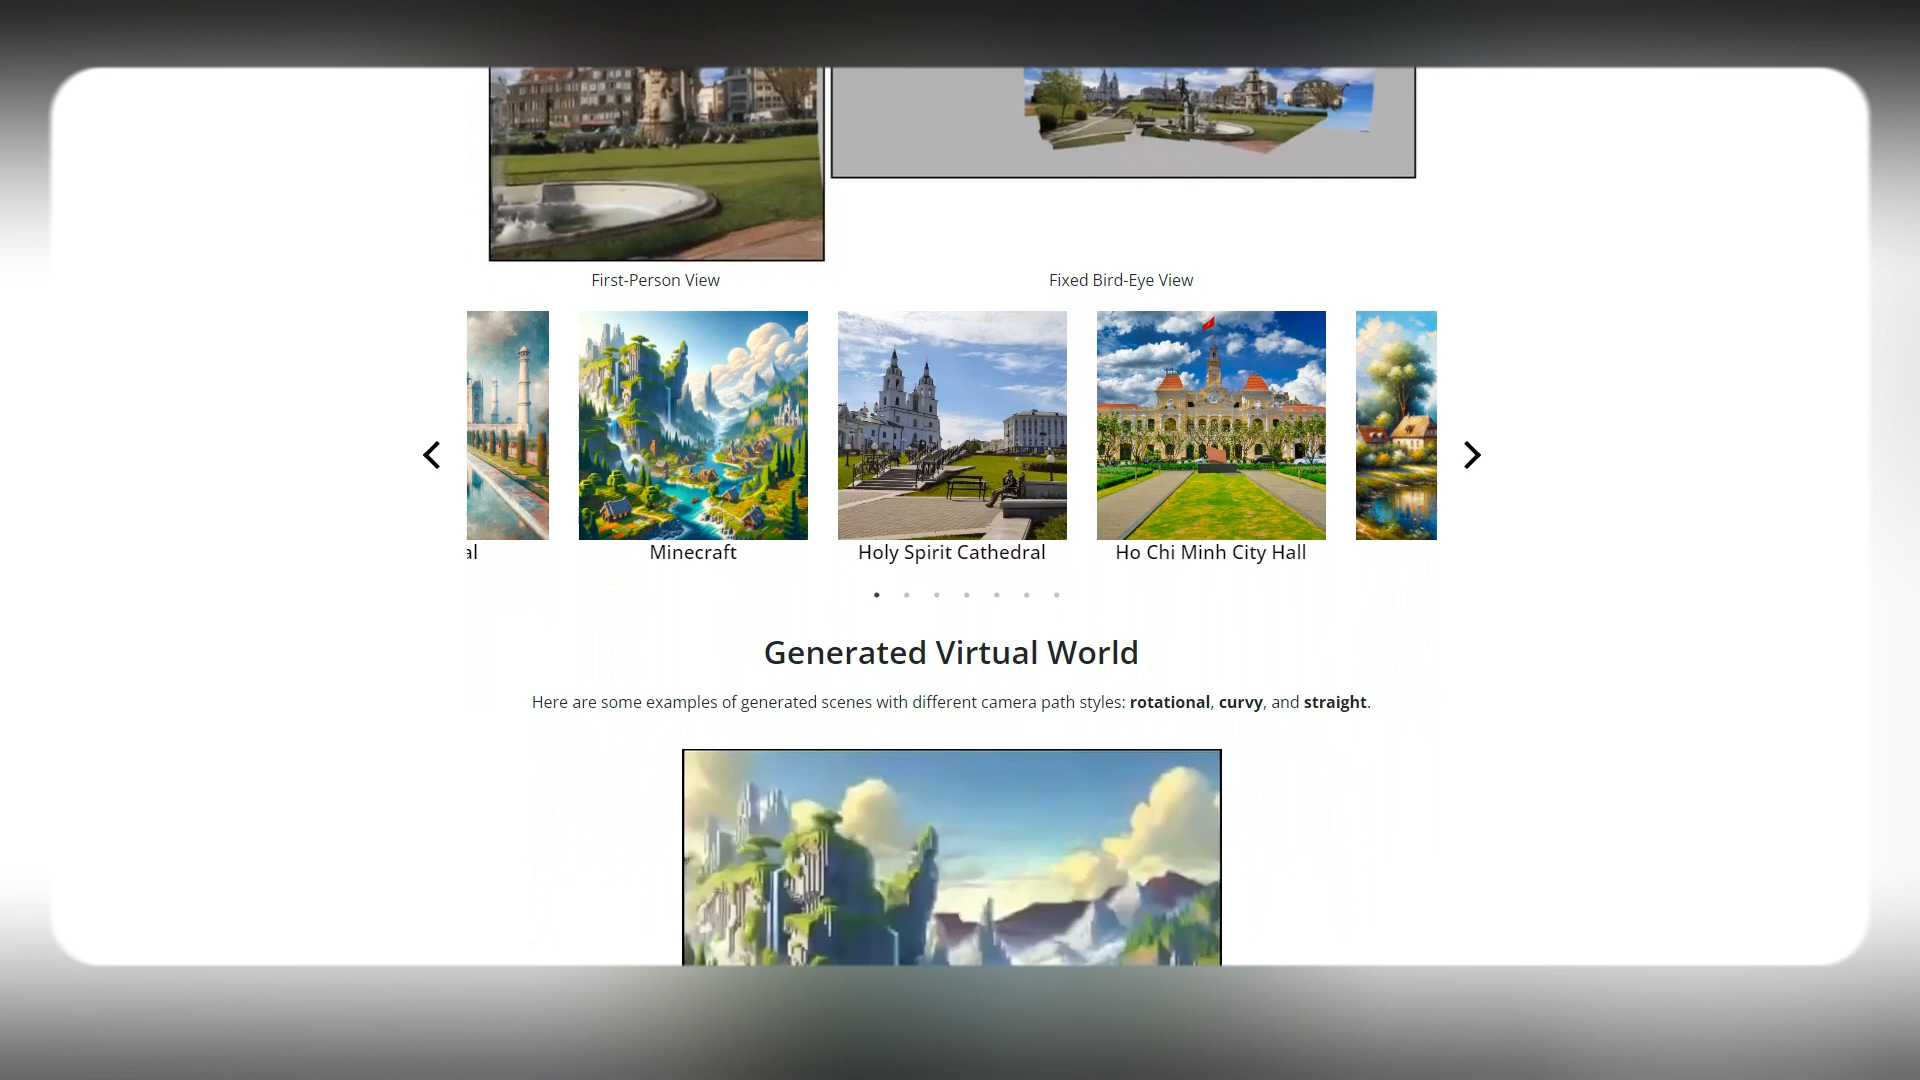 First-Person View
Fixed Bird-Eye View
al
Minecraft
Holy Spirit Cathedral
Ho Chi Minh City Hall
Generated Virtual World
Here are some examples of generated scenes with different camera path styles: rotational, curvy, and straight.